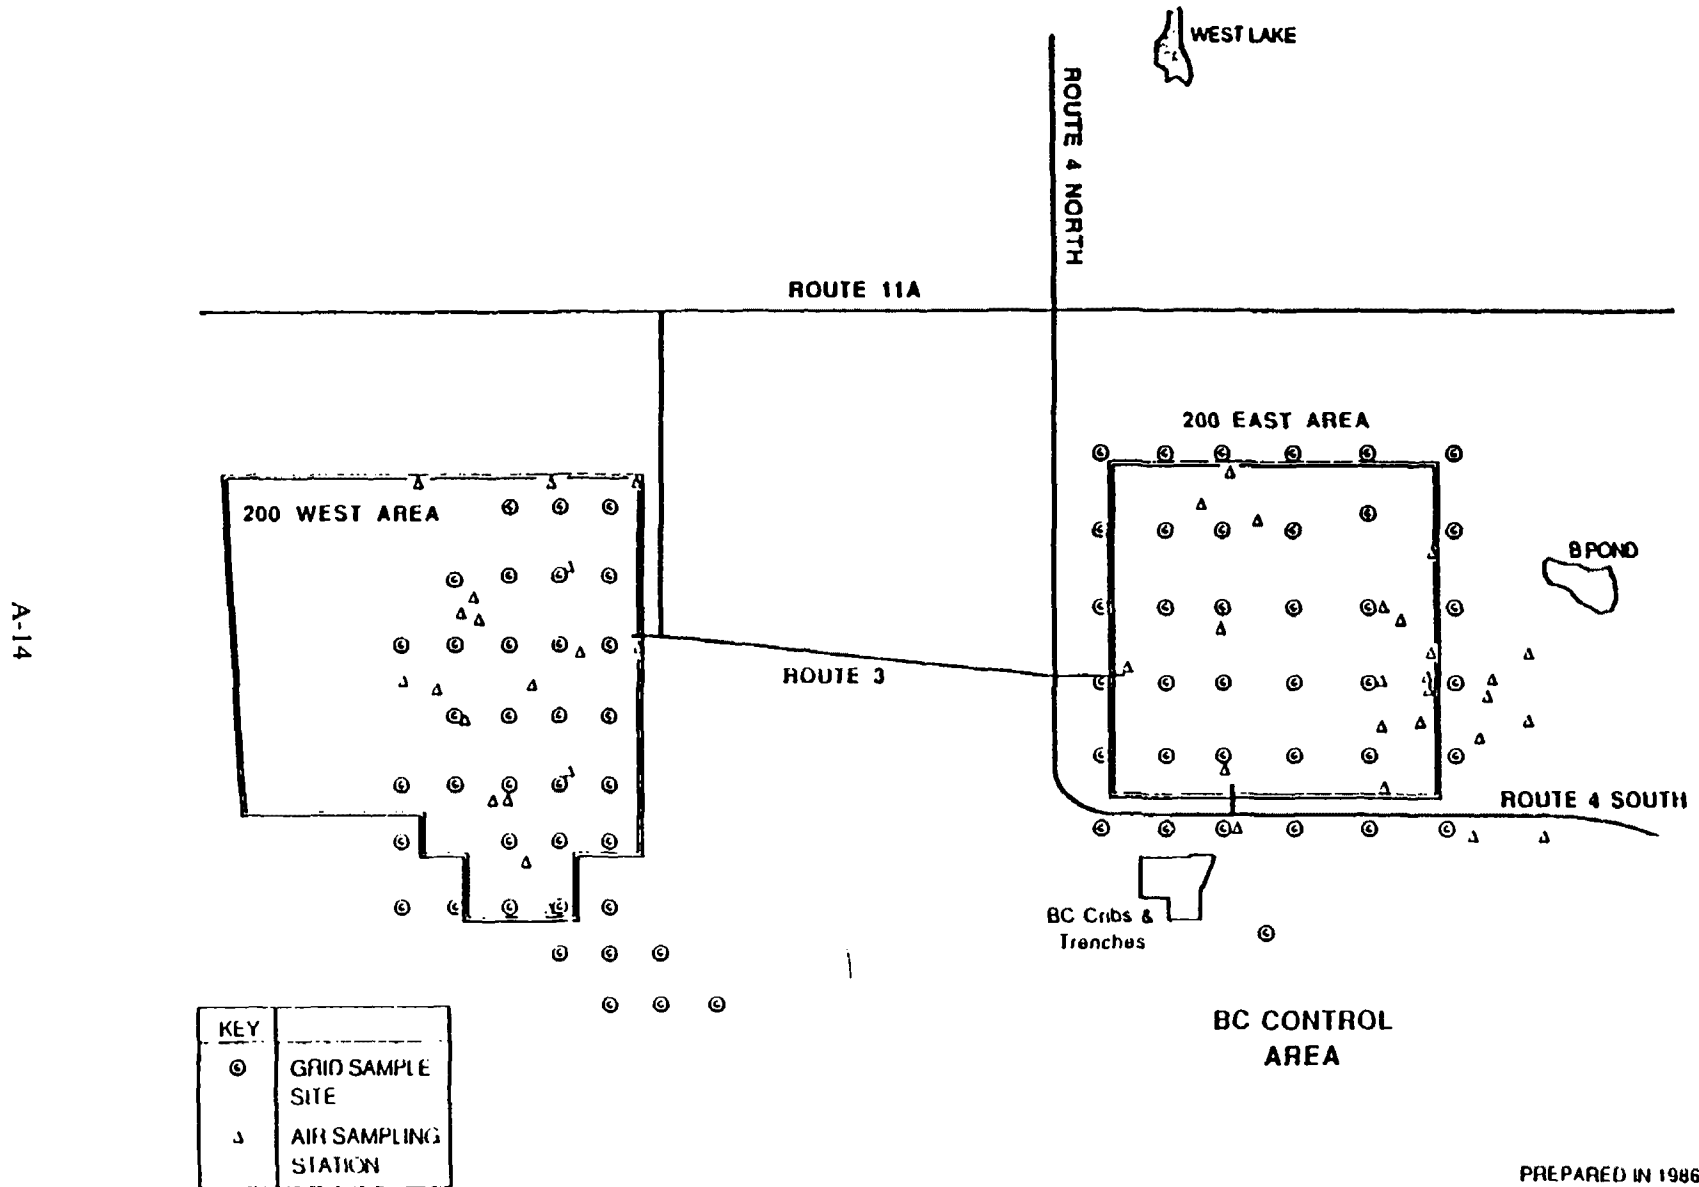 WEST LAKE
ROUTE 4 NORTH
ROUTE 11A
200 EAST AREA
200 WEST AREA
B POND
A-14
ROUTE 3
ROUTE 4 SOUTH
BC Cribs &
Trenches
BC CONTROL
AREA
KEY
GRID SAMPLE
SITE
AIR SAMPLING
STATION
PREPARED IN 1986